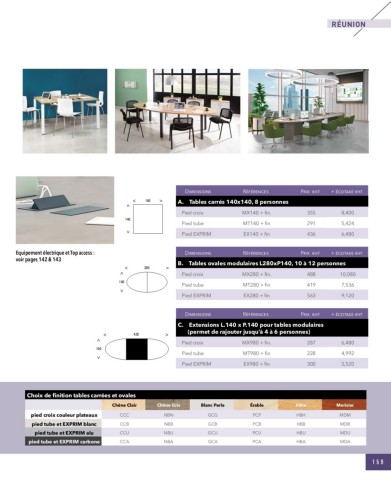 RÉUNION
DIMENSIONS RÉFÉRENCES PRIX €HT + ÉCOTAXE €HT
A. Tables carrés 140x140, 8 personnes
Pied croix MX140 + fin 355 8,400
Pied tube MT140 + fin 291 5,424
Pied EXPRIM EX140 + fin 436 6,480
140
140
Equipement électrique et Top access :
voir pages 142 & 143
DIMENSIONS RÉFÉRENCES PRIX €HT + ÉCOTAXE €HT
B. Tables ovales modulaires L280xP140, 10 à 12 personnes
Pied croix MX280 + fin. 488 10,080
Pied tube MT280 + fin 419 7,536
Pied EXPRIM EX280 + fin 563 9,120
280
140
DIMENSIONS RÉFÉRENCES PRIX €HT + ÉCOTAXE €HT
C. Extensions L.140 x P.140 pour tables modulaires
(permet de rajouter jusqu'à 4 à 6 personnes)
Pied croix MX980 + fin. 287 6,480
Pied tube MT980 + fin 228 4,992
Pied EXPRIM EX980 + fin 300 5,520
140
Choix de finition tables carrées et ovales
Chêne Clair Chêne Gris Blanc Perle Érable Hêtre Merisier
pied croix couleur plateaux CCC NBN GCG PCP HBH MDM
pied tube et EXPRIM blanc CCB NBB GCB PCB HBB MDB
pied tube et EXPRIM alu CCU NBU GCU PCU HBU MDU
pied tube et EXPRIM carbone CCA NBA GCA PCA HBA MDA
159